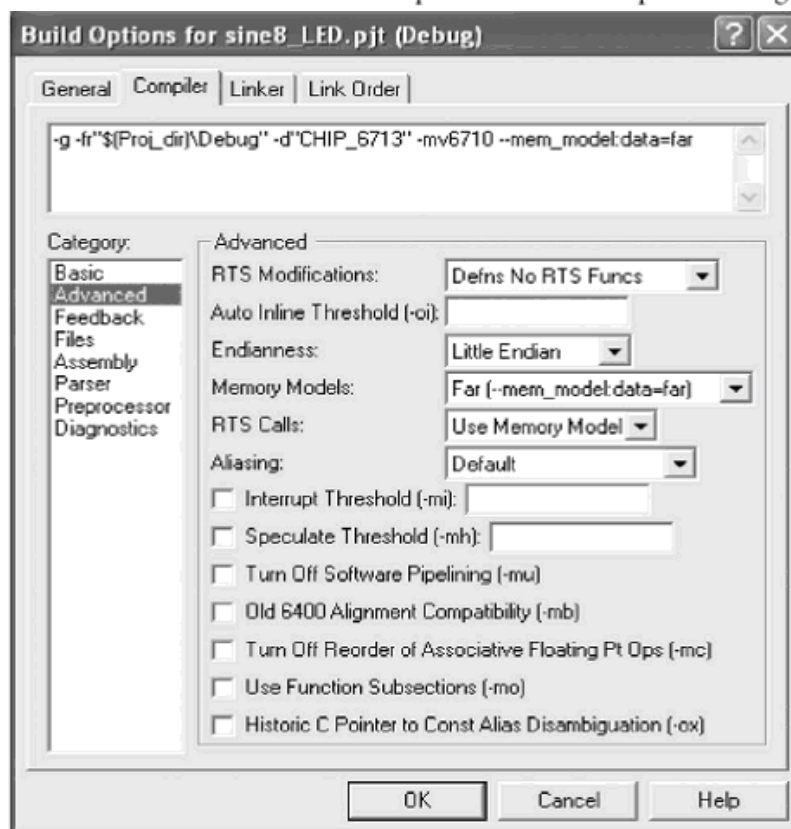 Build Options for sine8_LED.pjt (Debug)
General Compiler Linker Link Order
-g -fr"$(Proj_dir)\Debug" -d"CHIP_6713" -mv6710 --mem_model:data=far
Category:
Basic
Advanced
Feedback
Files
Assembly
Parser
Preprocessor
Diagnostics
Advanced
RTS Modifications: Defns No RTS Funcs
Auto Inline Threshold (-oi):
Endianness: Little Endian
Memory Models: Far (--mem_model:data=far)
RTS Calls: Use Memory Model
Aliasing: Default
Interrupt Threshold (-mi):
Speculate Threshold (-mh):
Turn Off Software Pipelining (-mu)
Old 6400 Alignment Compatibility (-mb)
Turn Off Reorder of Associative Floating Pt Ops (-mc)
Use Function Subsections (-mo)
Historic C Pointer to Const Alias Disambiguation (-ox)
OK Cancel Help